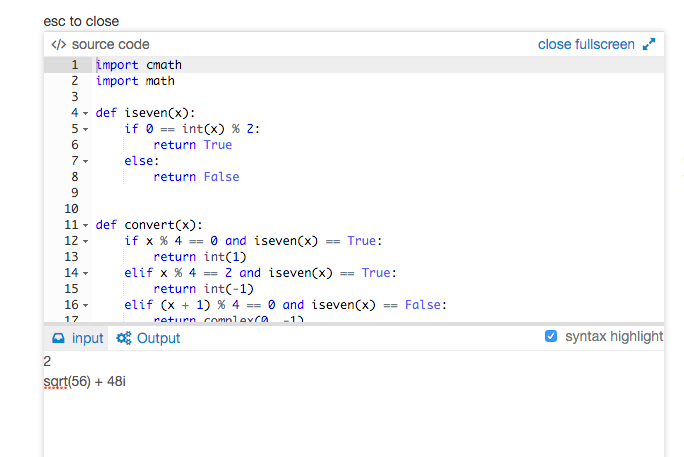 esc to close
</> source code close fullscreen
1 import cmath
2 import math
3
4 def iseven(x):
5 if 0 == int(x) % 2:
6 return True
7 else:
8 return False
9
10
11 def convert(x):
12 if x % 4 == 0 and iseven(x) == True:
13 return int(1)
14 elif x % 4 == 2 and iseven(x) == True:
15 return int(-1)
16 elif (x + 1) % 4 == 0 and iseven(x) == False:
17 return complex(0, -1)
input Output syntax highlight
2
sqrt(56) + 48i